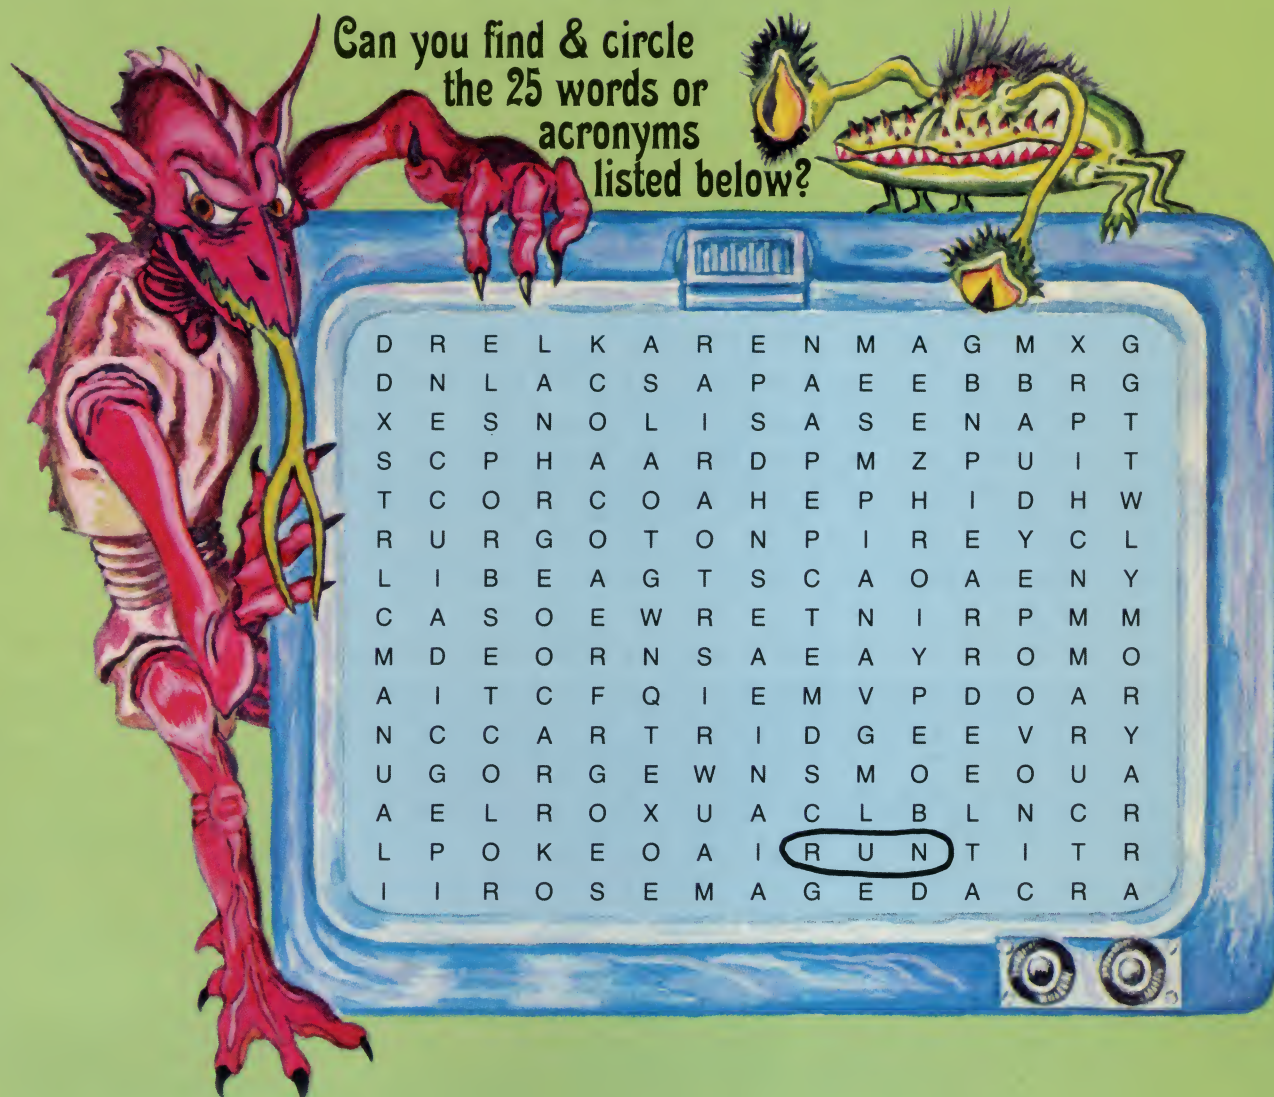 Can you find & circle
the 25 words or
acronyms
listed below?
D R E L K A R E N M A G M X G
D N L A C S A P A E E B B R G
X E S N O L I S A S E N A P T
S C P H A A R D P M Z P U I T
T C O R C O A H E P H I D H W
R U R G O T O N P I R E Y C L
L I B E A G T S C A O A E N Y
C A S O E W R E T N I R P M M
M D E O R N S A E A Y R O M O
A I T C F Q I E M V P D O A R
N C C A R T R I D G E E V R Y
U G O R G E W N S M O E O U A
A E L R O X U A C L B L N C R
L P O K E O A I R U N T I T R
I I R O S E M A G E D A C R A